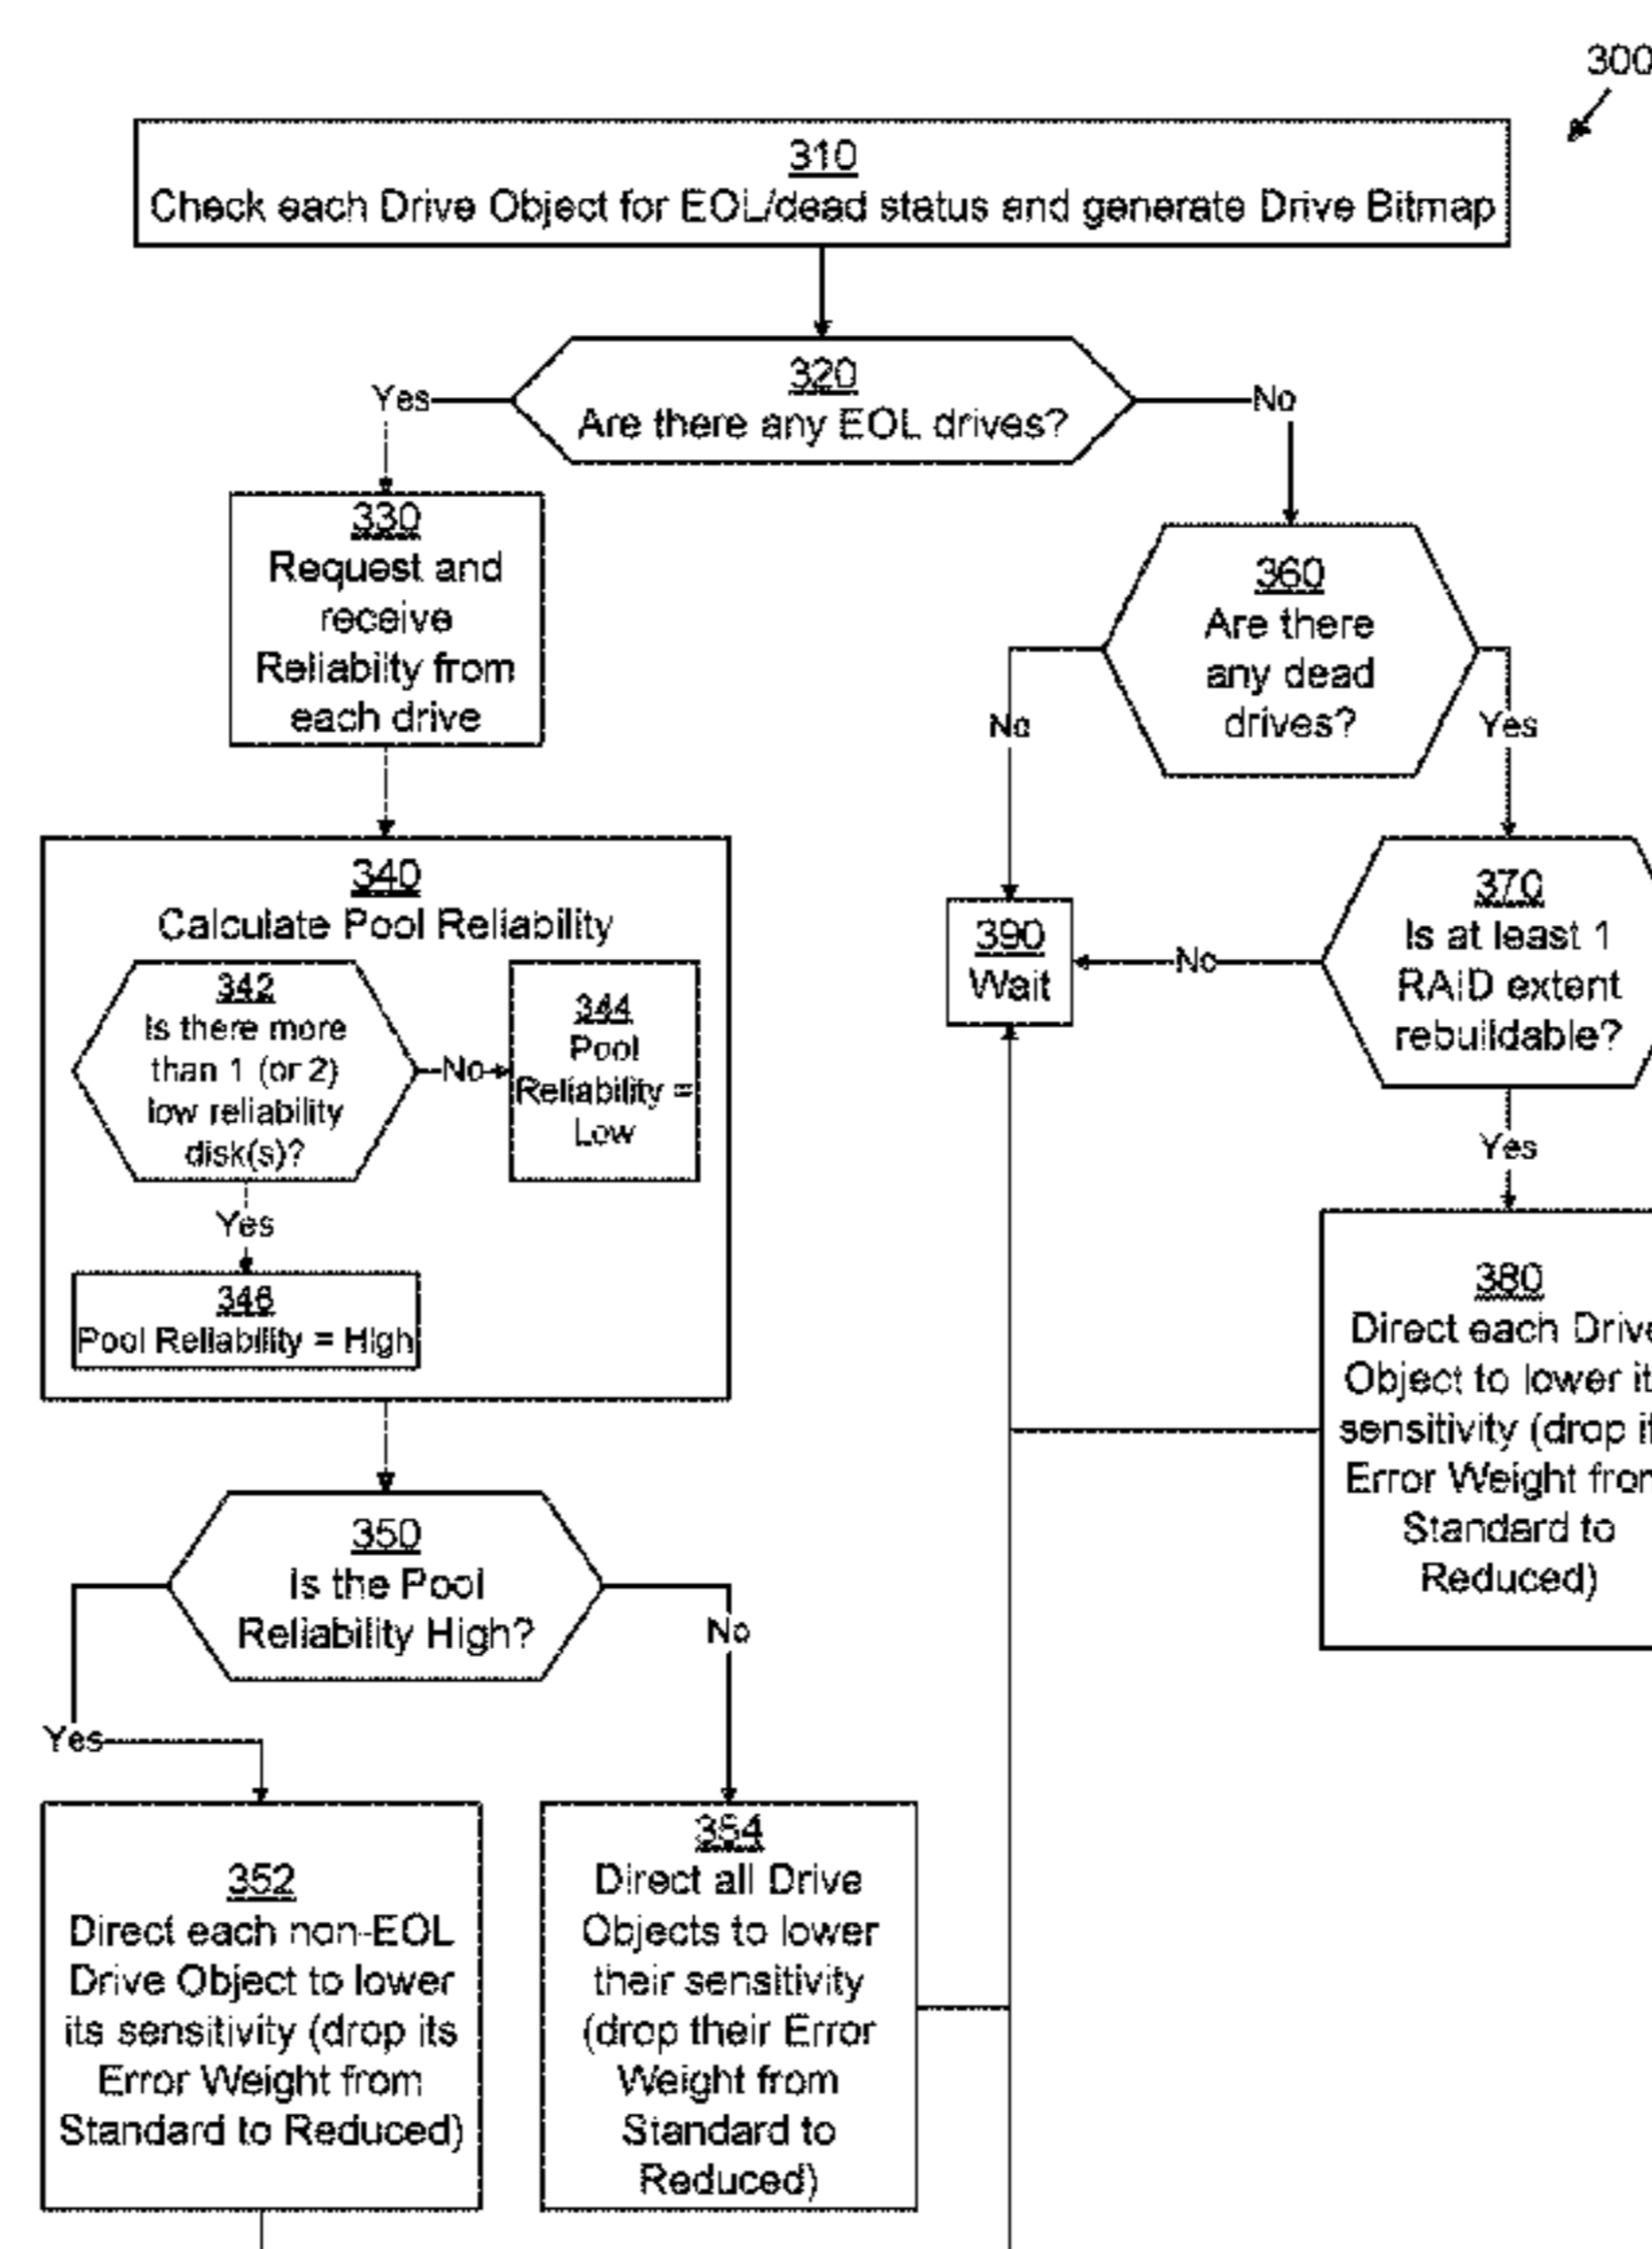 300
310
Check each Drive Object for EOL/dead status and generate Drive Bitmap
320
Are there any EOL drives?
Yes
No
330
Request and
receive
Reliabilty from
each drive
360
Are there
any dead
drives?
No
Yes
340
Calculate Pool Reliability
342
Is there more
than 1 (or 2)
low reliability
disk(s)?
No
344
Pool
Reliability =
Low
Yes
346
Pool Reliability = High
390
Wait
No
370
Is at least 1
RAID extent
rebuildable?
Yes
380
Direct each Drive
Object to lower it
sensitivity (drop it
Error Weight from
Standard to
Reduced)
350
Is the Pool
Reliability High?
Yes
No
352
Direct each non-EOL
Drive Object to lower
its sensitivity (drop its
Error Weight from
Standard to Reduced)
354
Direct all Drive
Objects to lower
their sensitivity
(drop their Error
Weight from
Standard to
Reduced)